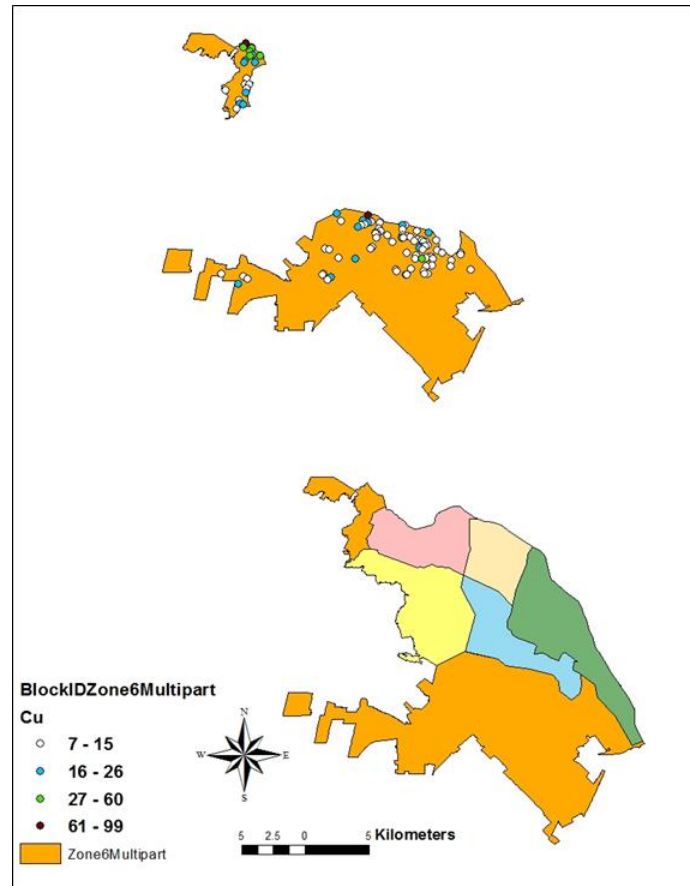 BlockIDZone6Multipart
Cu
7 - 15
16 - 26
27 - 60
61 - 99
Zone6Multipart
N
W E
S
5 2.5 0 5 Kilometers